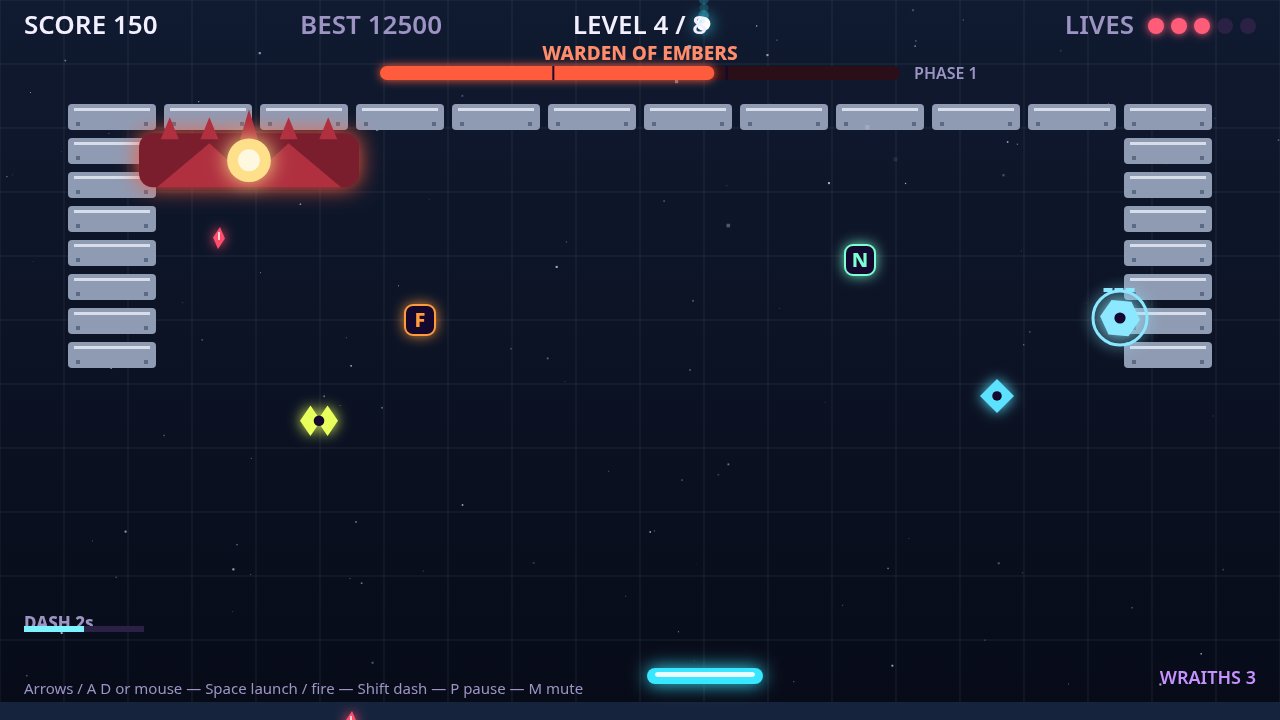 SCORE 150
BEST 12500
LEVEL 4 / 8
LIVES
WARDEN OF EMBERS
PHASE 1
N
F
DASH 2s
Arrows / A D or mouse — Space launch / fire — Shift dash — P pause — M mute
WRAITHS 3